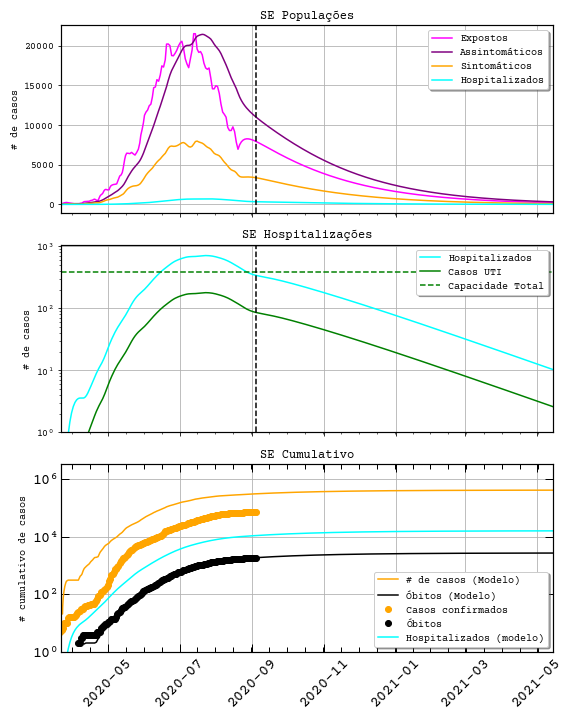 SE Populações
20000
15000
10000
5000
0
# de casos
Expostos
Assintomáticos
Sintomáticos
Hospitalizados
SE Hospitalizações
10³
10²
10¹
10⁰
# de casos
Hospitalizados
Casos UTI
Capacidade Total
SE Cumulativo
10⁶
10⁴
10²
10⁰
# cumulativo de casos
# de casos (Modelo)
Óbitos (Modelo)
Casos confirmados
Óbitos
Hospitalizados (modelo)
2020-05
2020-07
2020-09
2020-11
2021-01
2021-03
2021-05